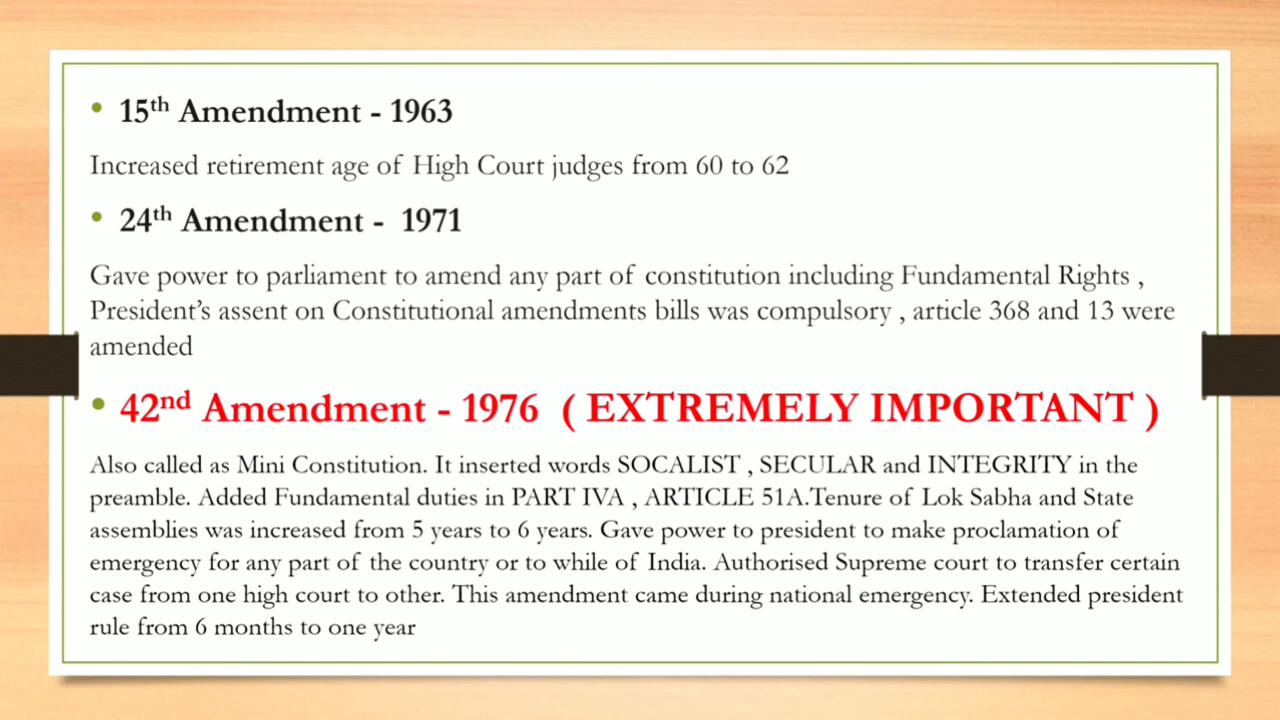 • 15th Amendment - 1963
Increased retirement age of High Court judges from 60 to 62
• 24th Amendment - 1971
Gave power to parliament to amend any part of constitution including Fundamental Rights ,
President's assent on Constitutional amendments bills was compulsory , article 368 and 13 were
amended
• 42nd Amendment - 1976 ( EXTREMELY IMPORTANT )
Also called as Mini Constitution. It inserted words SOCALIST , SECULAR and INTEGRITY in the
preamble. Added Fundamental duties in PART IVA , ARTICLE 51A.Tenure of Lok Sabha and State
assemblies was increased from 5 years to 6 years. Gave power to president to make proclamation of
emergency for any part of the country or to while of India. Authorised Supreme court to transfer certain
case from one high court to other. This amendment came during national emergency. Extended president
rule from 6 months to one year